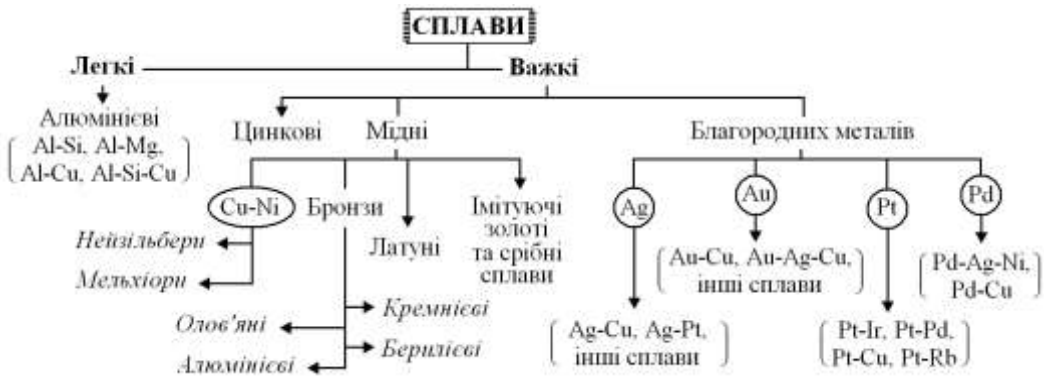 СПЛАВИ
Легкі
Важкі
Алюмінієві
Al-Si, Al-Mg,
Al-Cu, Al-Si-Cu
Цинкові
Мідні
Благородних металів
Cu-Ni
Бронзи
Латуні
Імітуючі
золоті
та срібні
сплави
Ag
Au
Pt
Pd
Нейзільбери
Мельхіори
Олов'яні
Алюмінієві
Кремнієві
Берилієві
Ag-Cu, Ag-Pt,
інші сплави
Au-Cu, Au-Ag-Cu,
інші сплави
Pt-Ir, Pt-Pd,
Pt-Cu, Pt-Rb
Pd-Ag-Ni,
Pd-Cu